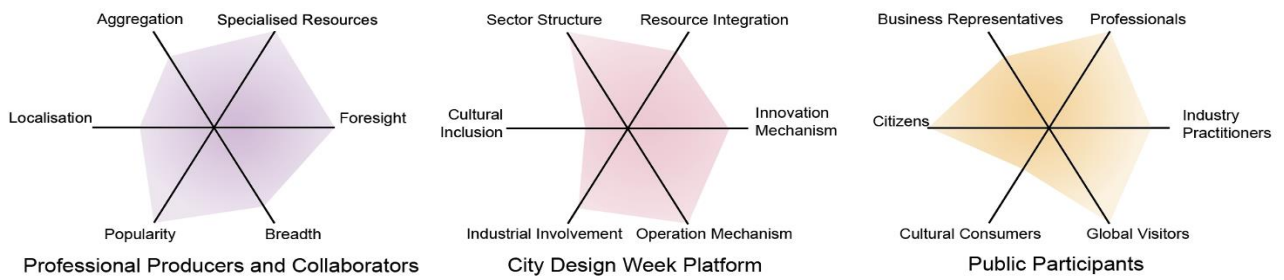 Aggregation
Specialised Resources
Localisation
Foresight
Popularity
Breadth
Professional Producers and Collaborators
Sector Structure
Resource Integration
Cultural
Inclusion
Innovation
Mechanism
Industrial Involvement
Operation Mechanism
City Design Week Platform
Business Representatives
Professionals
Citizens
Industry
Practitioners
Cultural Consumers
Global Visitors
Public Participants